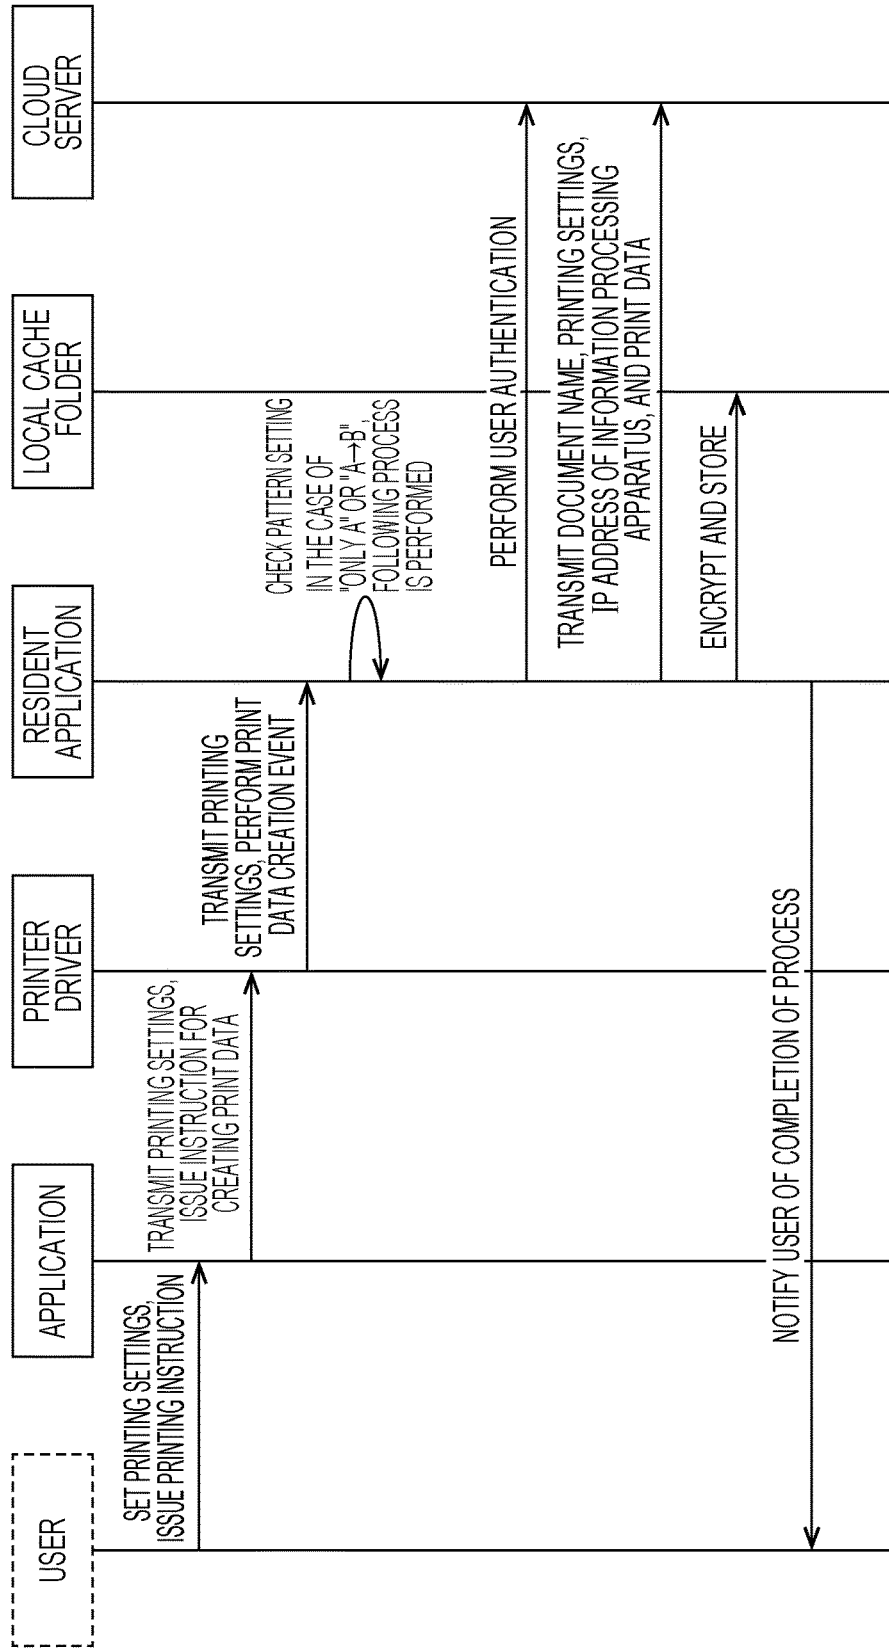 USER
APPLICATION
PRINTER
DRIVER
RESIDENT
APPLICATION
LOCAL CACHE
FOLDER
CLOUD
SERVER
SET PRINTING SETTINGS,
ISSUE PRINTING INSTRUCTION
TRANSMIT PRINTING SETTINGS,
ISSUE INSTRUCTION FOR
CREATING PRINT DATA
TRANSMIT PRINTING
SETTINGS, PERFORM PRINT
DATA CREATION EVENT
CHECK PATTERN SETTING
IN THE CASE OF
"ONLY A" OR "A→B",
FOLLOWING PROCESS
IS PERFORMED
PERFORM USER AUTHENTICATION
TRANSMIT DOCUMENT NAME, PRINTING SETTINGS,
IP ADDRESS OF INFORMATION PROCESSING
APPARATUS, AND PRINT DATA
ENCRYPT AND STORE
NOTIFY USER OF COMPLETION OF PROCESS